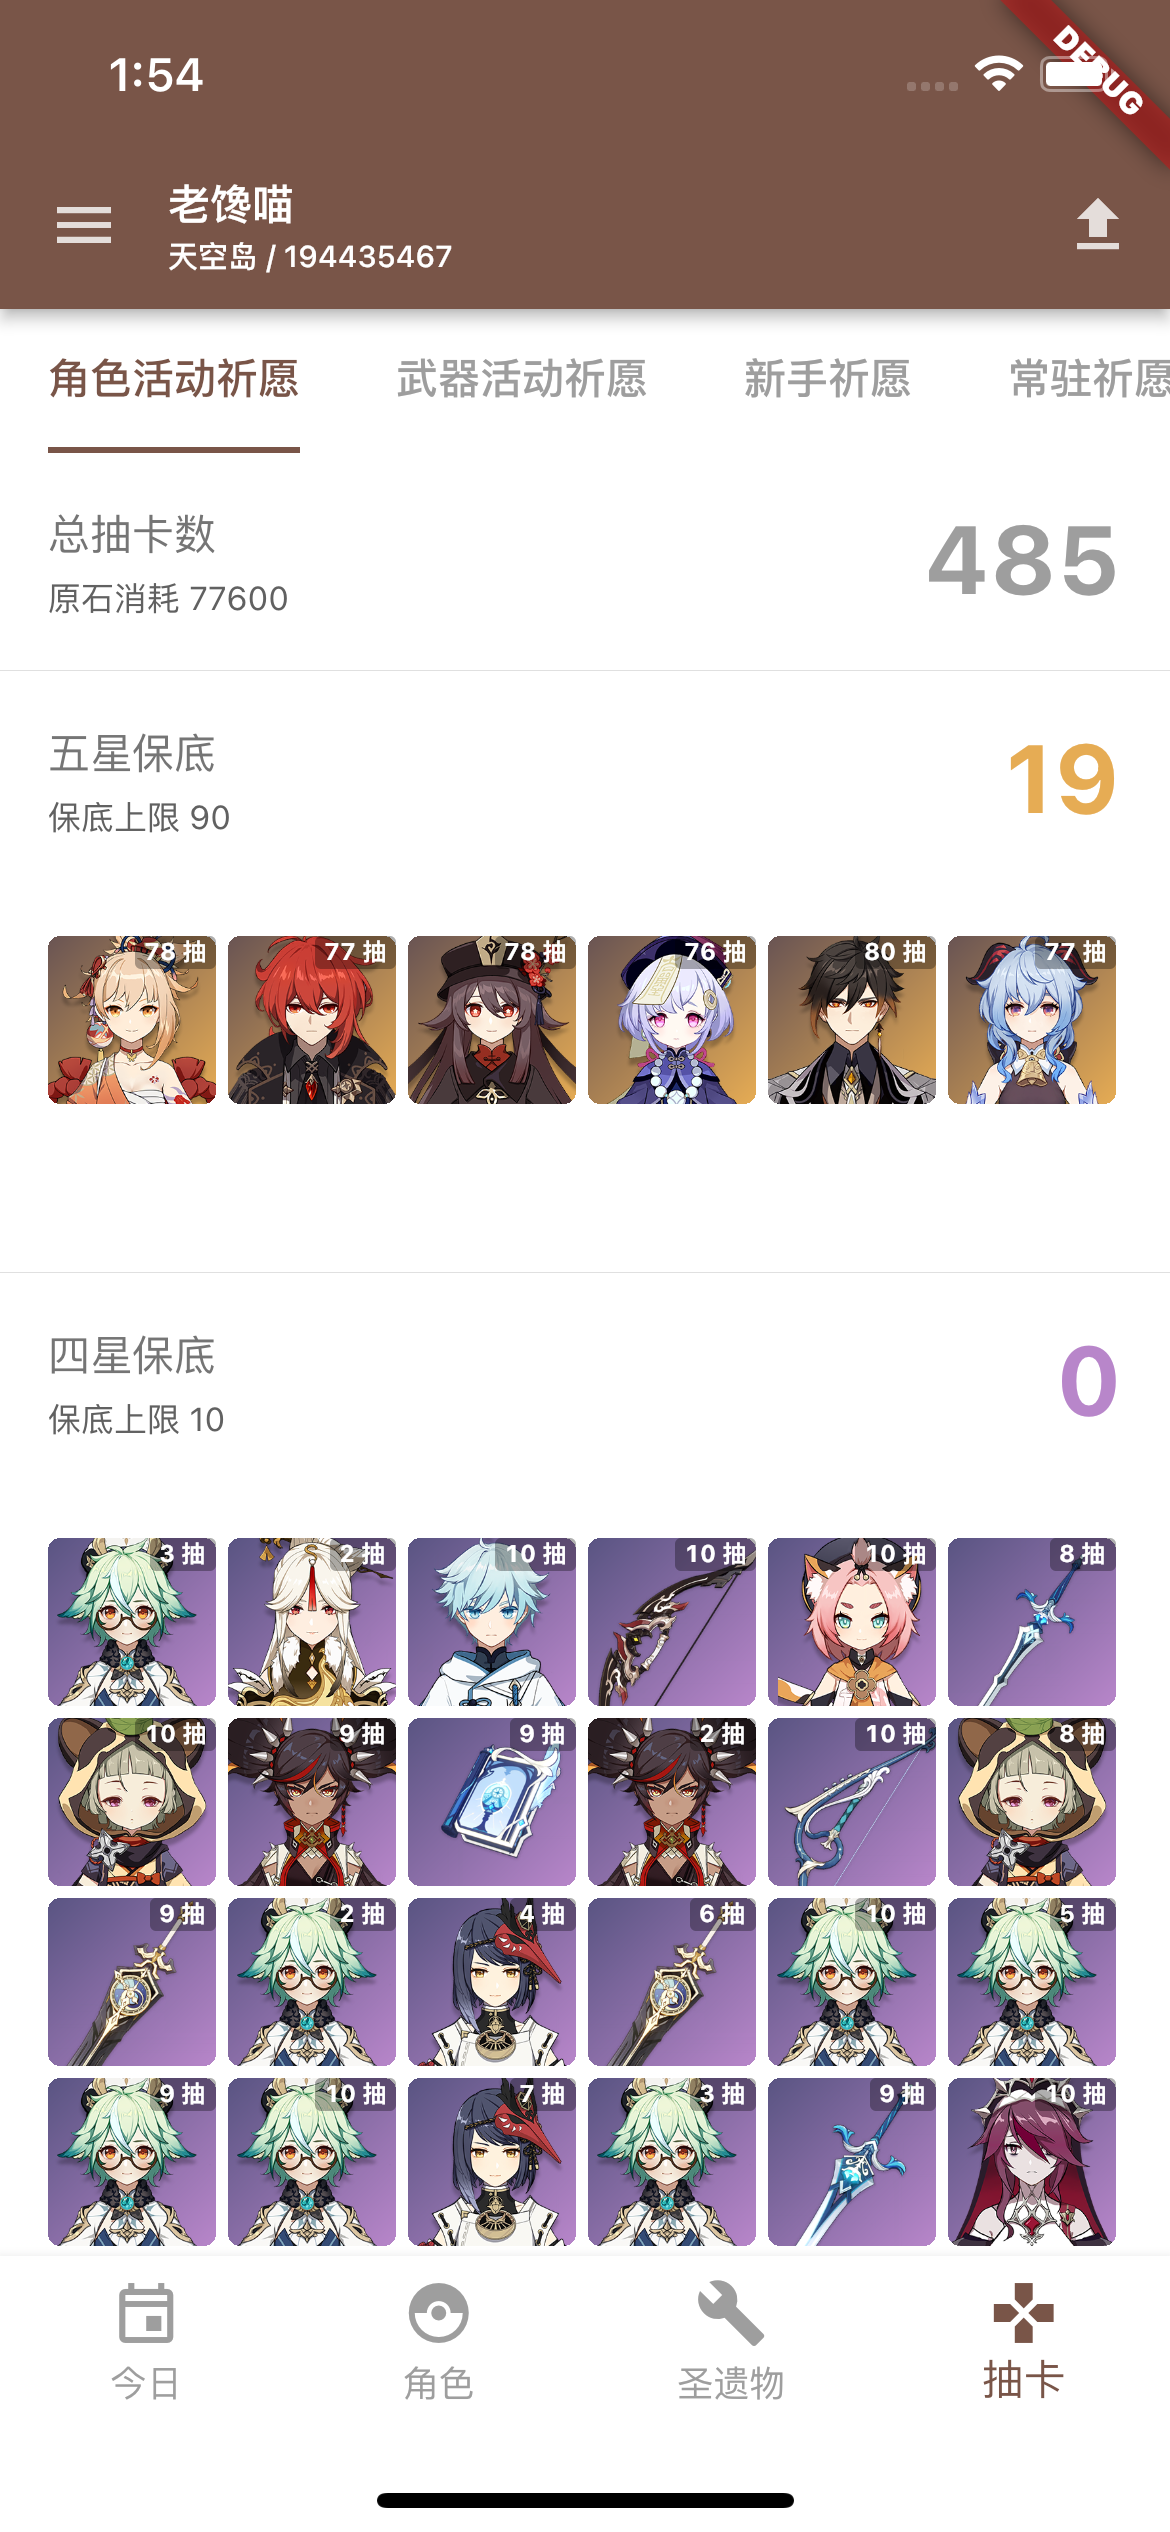 1:54
DEBUG
老馋喵
天空岛 / 194435467
角色活动祈愿 武器活动祈愿 新手祈愿 常驻祈愿
总抽卡数
485
原石消耗 77600
五星保底
19
保底上限 90
78 抽 77 抽 78 抽 76 抽 80 抽 77 抽
四星保底
0
保底上限 10
3 抽 2 抽 10 抽 10 抽 10 抽 8 抽
10 抽 9 抽 9 抽 2 抽 10 抽 8 抽
9 抽 2 抽 4 抽 6 抽 10 抽 5 抽
9 抽 10 抽 7 抽 3 抽 9 抽 10 抽
今日 角色 圣遗物 抽卡